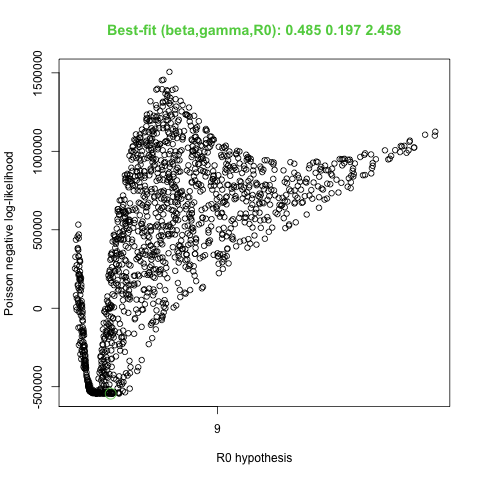 Best-fit (beta,gamma,R0): 0.485 0.197 2.458
Poisson negative log-likelihood
1500000
1000000
500000
0
-500000
9
R0 hypothesis